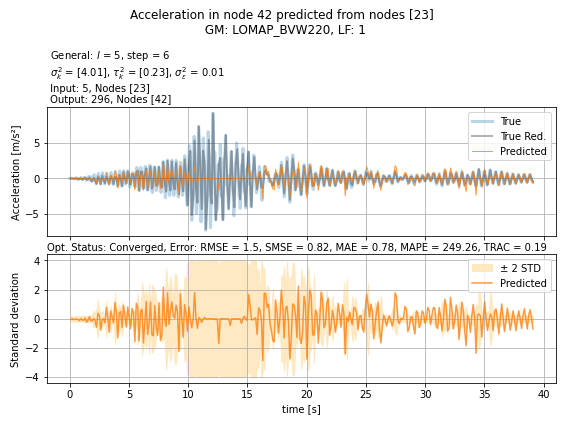 Acceleration in node 42 predicted from nodes [23]
GM: LOMAP_BVW220, LF: 1
General: l = 5, step = 6
σ²ₖ = [4.01], τ²ₖ = [0.23], σ²ε = 0.01
Input: 5, Nodes [23]
Output: 296, Nodes [42]
True
True Red.
Predicted
5
0
−5
Acceleration [m/s²]
Opt. Status: Converged, Error: RMSE = 1.5, SMSE = 0.82, MAE = 0.78, MAPE = 249.26, TRAC = 0.19
± 2 STD
Predicted
4
2
0
−2
−4
Standard deviation
0 5 10 15 20 25 30 35 40
time [s]